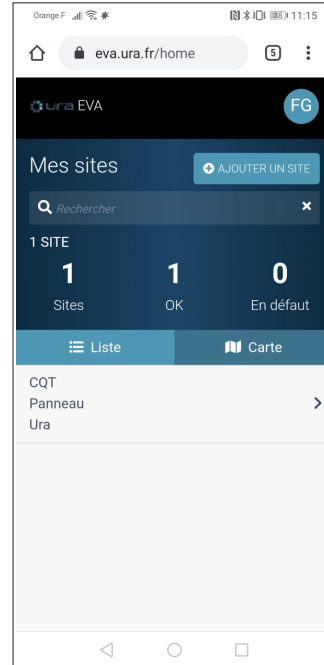 Orange F 11:15
eva.ura.fr/home 5
ura EVA FG
Mes sites
AJOUTER UN SITE
Rechercher
1 SITE
1 1 0
Sites OK En défaut
Liste Carte
CQT
Panneau
Ura